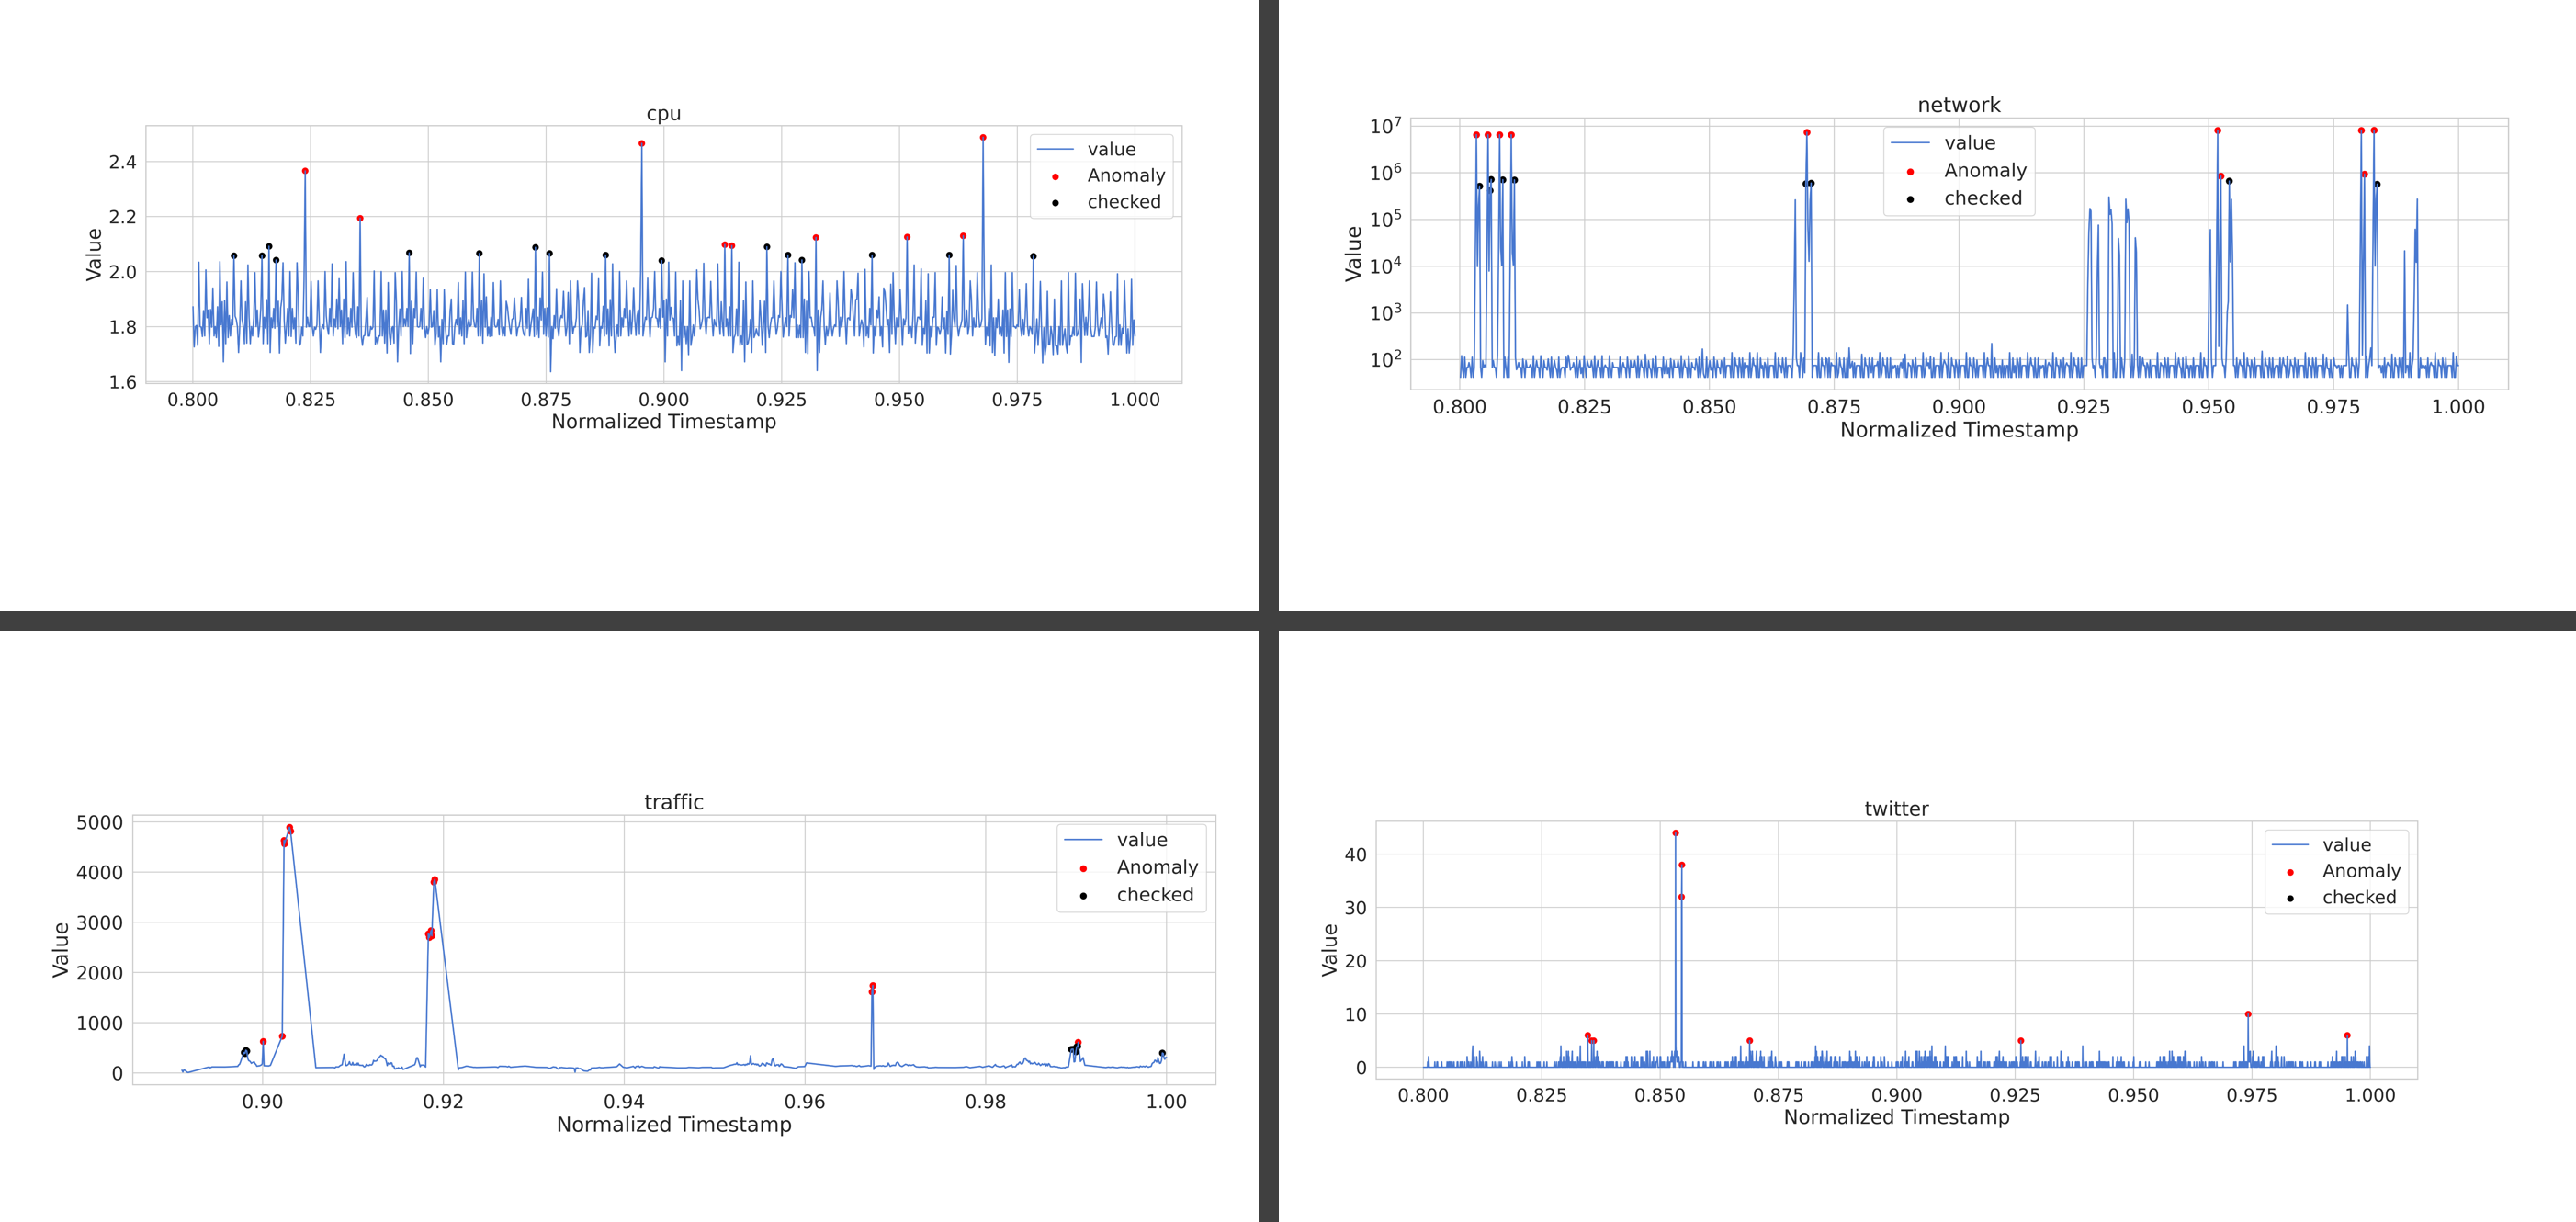 cpu
Value
2.4
2.2
2.0
1.8
1.6
value
Anomaly
checked
0.800 0.825 0.850 0.875 0.900 0.925 0.950 0.975 1.000
Normalized Timestamp
network
Value
10^7
10^6
10^5
10^4
10^3
10^2
value
Anomaly
checked
0.800 0.825 0.850 0.875 0.900 0.925 0.950 0.975 1.000
Normalized Timestamp
traffic
Value
5000
4000
3000
2000
1000
0
value
Anomaly
checked
0.90 0.92 0.94 0.96 0.98 1.00
Normalized Timestamp
twitter
Value
40
30
20
10
0
value
Anomaly
checked
0.800 0.825 0.850 0.875 0.900 0.925 0.950 0.975 1.000
Normalized Timestamp